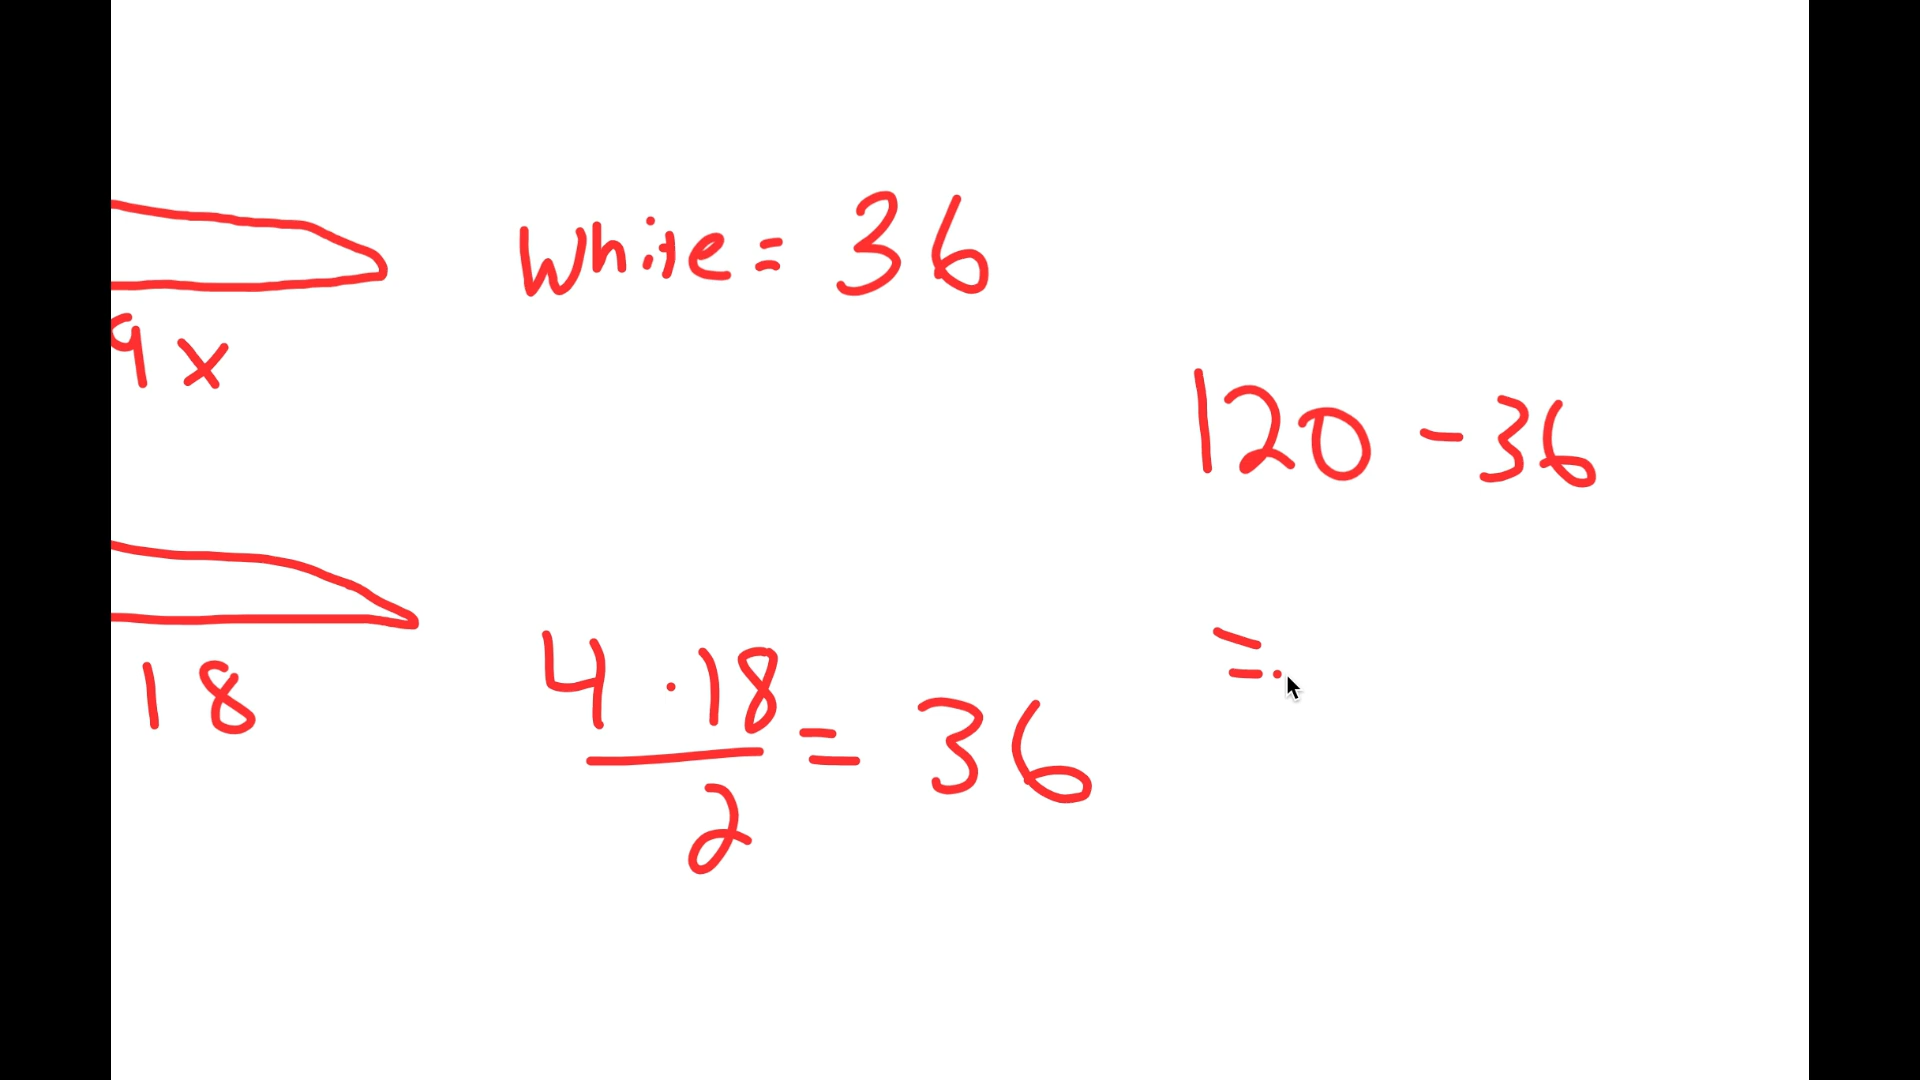 white = 36
9x
120 - 36
=
18
4 · 18 / 2 = 36